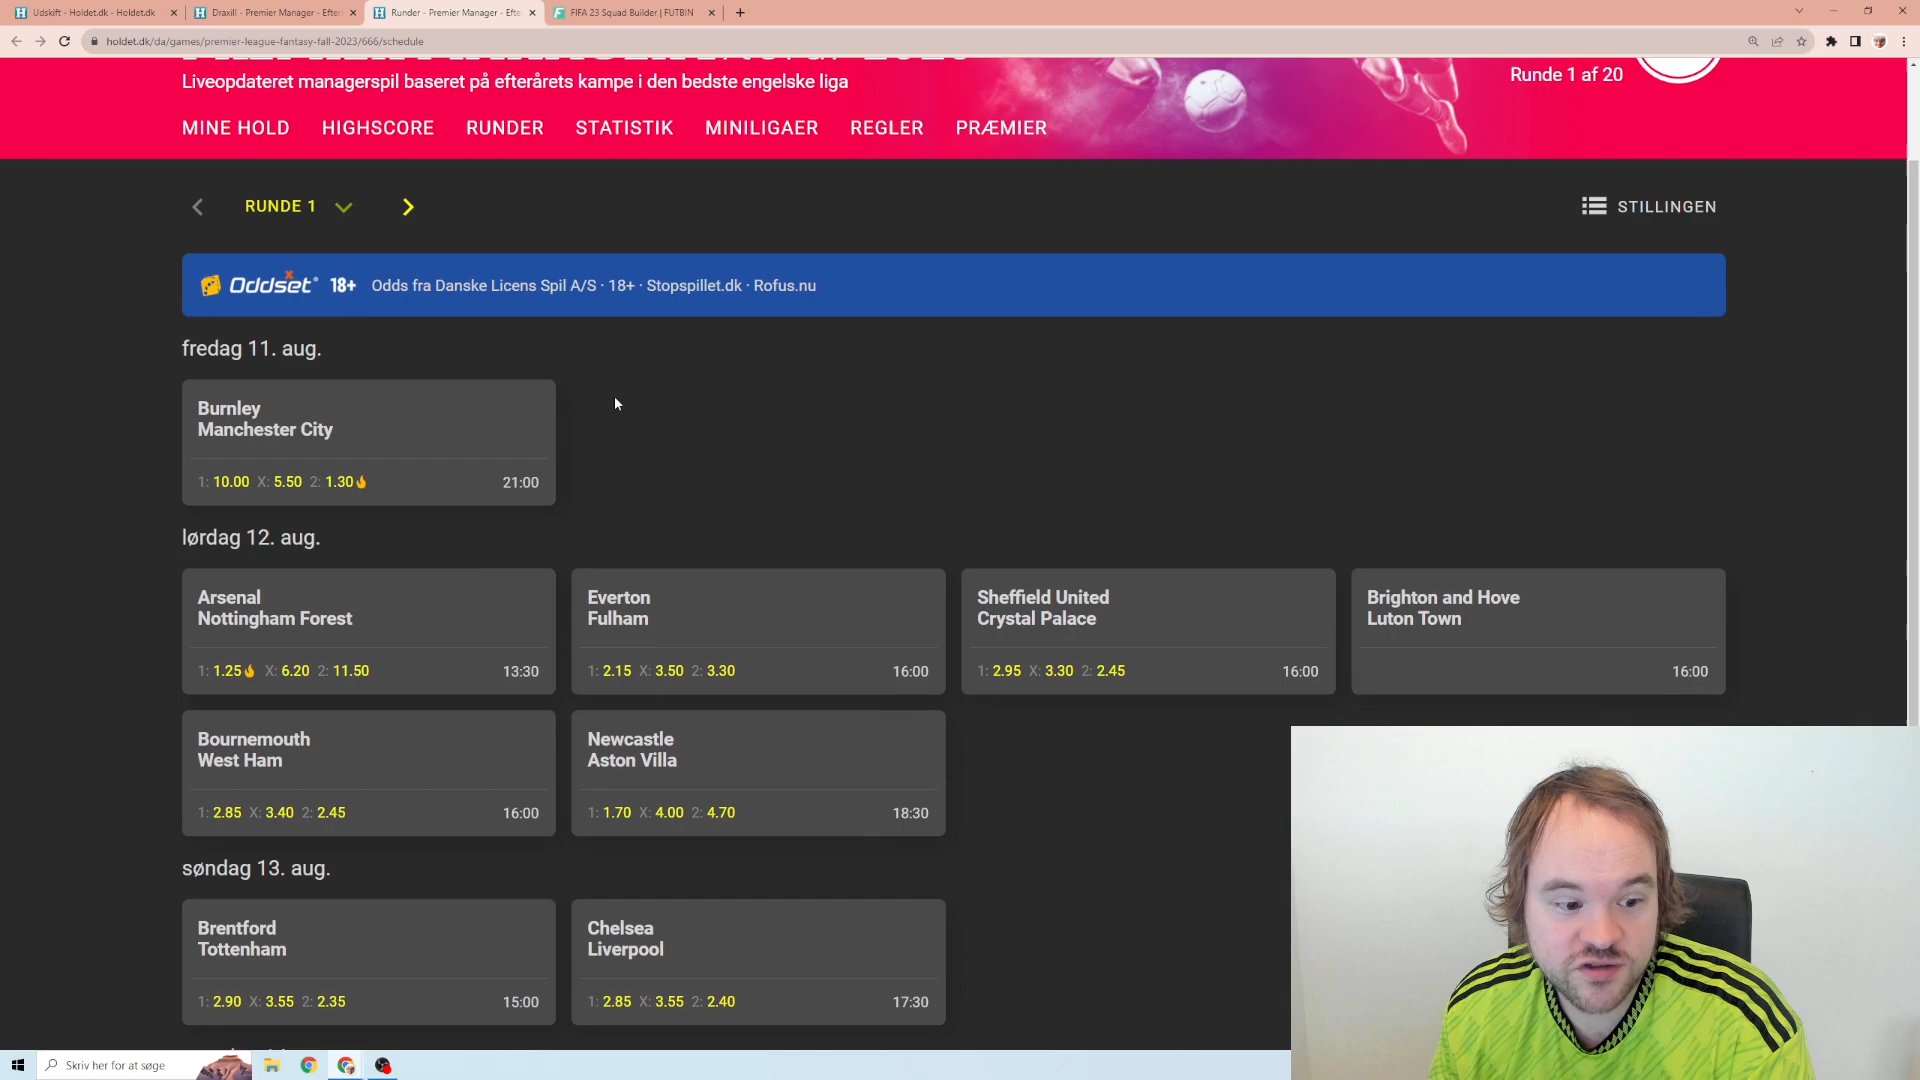 Udskift - Holdet.dk - Holdet.dk
Draxill - Premier Manager - Efter
Runder - Premier Manager - Efte
FIFA 23 Squad Builder | FUTBIN
holdet.dk/da/games/premier-league-fantasy-fall-2023/666/schedule
Liveopdateret managerspil baseret på efterårets kampe i den bedste engelske liga
Runde 1 af 20
MINE HOLD HIGHSCORE RUNDER STATISTIK MINILIGAER REGLER PRÆMIER
RUNDE 1
STILLINGEN
Oddset 18+ Odds fra Danske Licens Spil A/S · 18+ · Stopspillet.dk · Rofus.nu
fredag 11. aug.
Burnley
Manchester City
1: 10.00 X: 5.50 2: 1.30 21:00
lørdag 12. aug.
Arsenal
Nottingham Forest
1: 1.25 X: 6.20 2: 11.50 13:30
Everton
Fulham
1: 2.15 X: 3.50 2: 3.30 16:00
Sheffield United
Crystal Palace
1: 2.95 X: 3.30 2: 2.45 16:00
Brighton and Hove
Luton Town
16:00
Bournemouth
West Ham
1: 2.85 X: 3.40 2: 2.45 16:00
Newcastle
Aston Villa
1: 1.70 X: 4.00 2: 4.70 18:30
søndag 13. aug.
Brentford
Tottenham
1: 2.90 X: 3.55 2: 2.35 15:00
Chelsea
Liverpool
1: 2.85 X: 3.55 2: 2.40 17:30
Skriv her for at søge